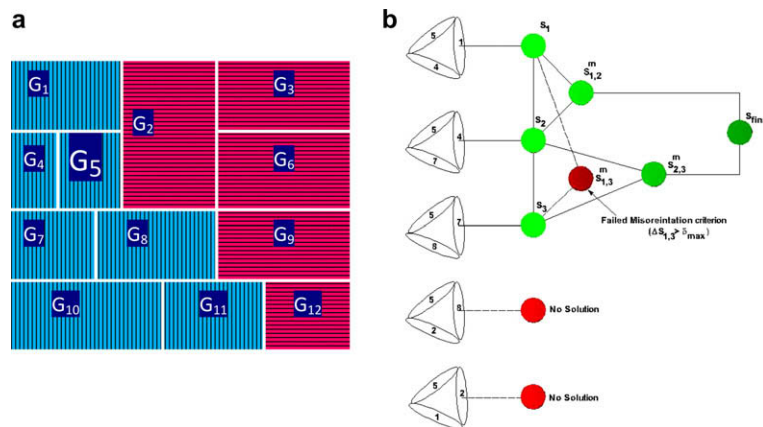 a
G1
G2
G3
G4
G5
G6
G7
G8
G9
G10
G11
G12
b
5
1
4
S1
m
S1,2
5
4
7
S2
Sfin
m
S2,3
m
S1,3
5
7
8
S3
Failed Misoreintation criterion
(ΔS1,3> δmax)
5
8
2
No Solution
5
2
1
No Solution